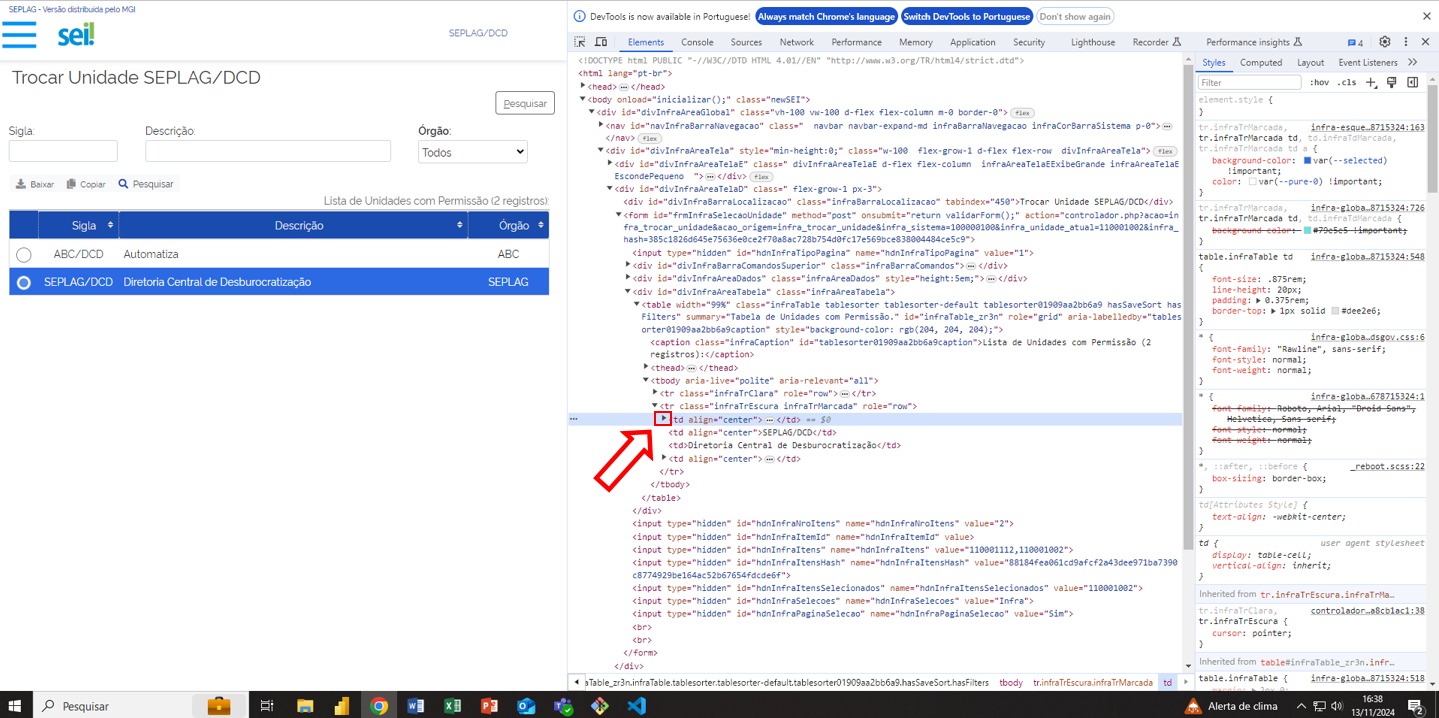 SEPLAG - Versão distribuida pelo MGI
sei!
SEPLAG/DCD
Trocar Unidade SEPLAG/DCD
Pesquisar
Sigla:
Descrição:
Órgão:
Todos
Baixar
Copiar
Pesquisar
Lista de Unidades com Permissão (2 registros):
Sigla
Descrição
Órgão
ABC/DCD
Automatiza
ABC
SEPLAG/DCD
Diretoria Central de Desburocratização
SEPLAG
DevTools is now available in Portuguese!
Always match Chrome's language
Switch DevTools to Portuguese
Don't show again
Elements
Console
Sources
Network
Performance
Memory
Application
Security
Lighthouse
Recorder
Performance insights
4
<!DOCTYPE html PUBLIC "-//W3C//DTD HTML 4.01//EN" "http://www.w3.org/TR/html4/strict.dtd">
<html lang="pt-br">
<head>…</head>
<body onload="inicializar();" class="newSEI">
<div id="divInfraAreaGlobal" class="vh-100 vw-100 d-flex flex-column m-0 border-0"> flex
<nav id="navInfraBarraNavegacao" class=" navbar navbar-expand-md infraBarraNavegacao infraCorBarraSistema p-0">…
</nav> flex
<div id="divInfraAreaTela" style="min-height:0;" class="w-100 flex-grow-1 d-flex flex-row divInfraAreaTela"> flex
<div id="divInfraAreaTelaE" class=" divInfraAreaTelaE d-flex flex-column infraAreaTelaEExibeGrande infraAreaTelaE
EscondePequeno ">…</div> flex
<div id="divInfraAreaTelaD" class=" flex-grow-1 px-3">
<div id="divInfraBarraLocalizacao" class="infraBarraLocalizacao" tabindex="450">Trocar Unidade SEPLAG/DCD</div>
<form id="frmInfraSelecaoUnidade" method="post" onsubmit="return validarForm();" action="controlador.php?acao=in
fra_trocar_unidade&acao_origem=infra_trocar_unidade&infra_sistema=100000100&infra_unidade_atual=110001002&infra_
hash=385c1826d645e75636e0ce2f70a8ac728b754d0fc17e569bce838004484ce5c9">
<input type="hidden" id="hdnInfraTipoPagina" name="hdnInfraTipoPagina" value="1">
<div id="divInfraBarraComandosSuperior" class="infraBarraComandos">…</div>
<div id="divInfraAreaDados" class="infraAreaDados" style="height:5em;">…</div>
<div id="divInfraAreaTabela" class="infraAreaTabela">
<table width="99%" class="infraTable tablesorter tablesorter-default tablesorter01909aa2bb6a9 hasSaveSort has
Filters" summary="Tabela de Unidades com Permissão." id="infraTable_zr3n" role="grid" aria-labelledby="tables
orter01909aa2bb6a9caption" style="background-color: rgb(204, 204, 204);">
<caption class="infraCaption" id="tablesorter01909aa2bb6a9caption">Lista de Unidades com Permissão (2
registros):</caption>
<thead>…</thead>
<tbody aria-live="polite" aria-relevant="all">
<tr class="infraTrClara" role="row">…</tr>
<tr class="infraTrEscura infraTrMarcada" role="row">
<td align="center">…</td> == $0
<td align="center">SEPLAG/DCD</td>
<td>Diretoria Central de Desburocratização</td>
<td align="center">…</td>
</tr>
</tbody>
</table>
</div>
<input type="hidden" id="hdnInfraNroItens" name="hdnInfraNroItens" value="2">
<input type="hidden" id="hdnInfraItemId" name="hdnInfraItemId" value>
<input type="hidden" id="hdnInfraItens" name="hdnInfraItens" value="110001112,110001002">
<input type="hidden" id="hdnInfraItensHash" name="hdnInfraItensHash" value="88184fea061cd9afcf2a43dee971ba7390
c8774929be164ac52b67654fdcde6f">
<input type="hidden" id="hdnInfraItensSelecionados" name="hdnInfraItensSelecionados" value="110001002">
<input type="hidden" id="hdnInfraSelecoes" name="hdnInfraSelecoes" value="Infra">
<input type="hidden" id="hdnInfraPaginaSelecao" name="hdnInfraPaginaSelecao" value="Sim">
<br>
<br>
</form>
</div>
aTable_zr3n.infraTable.tablesorter.tablesorter-default.tablesorter01909aa2bb6a9.hasSaveSort.hasFilters
tbody
tr.infraTrEscura.infraTrMarcada
td
Styles
Computed
Layout
Event Listeners
Filter
:hov
.cls
element.style {
}
tr.infraTrMarcada, infra-esque…8715324:163
tr.infraTrMarcada td, td.infraTdMarcada,
tr.infraTrMarcada td a {
background-color: var(--selected)
!important;
color: var(--pure-0) !important;
}
tr.infraTrMarcada, infra-globa…8715324:726
tr.infraTrMarcada td, td.infraTdMarcada {
background-color: #79e5e5 !important;
}
table.infraTable td infra-globa…8715324:548
{
font-size: .875rem;
line-height: 20px;
padding: 0.375rem;
border-top: 1px solid #dee2e6;
}
* { infra-globa…dsgov.css:6
font-family: "Rawline", sans-serif;
font-style: normal;
font-weight: normal;
}
* { infra-globa…678715324:1
font-family: Roboto, Arial, "Droid Sans",
Helvetica, Sans-serif;
font-style: normal;
font-weight: normal;
}
*, ::after, ::before { _reboot.scss:22
box-sizing: border-box;
}
td[Attributes Style] {
text-align: -webkit-center;
}
td { user agent stylesheet
display: table-cell;
vertical-align: inherit;
}
Inherited from tr.infraTrEscura.infraTrMa…
tr.infraTrClara, controlador…a8cb1ac1:38
tr.infraTrEscura {
cursor: pointer;
}
Inherited from table#infraTable_zr3n.infr…
table.infraTable { infra-globa…8715324:518
Pesquisar
Alerta de clima
16:38
13/11/2024
2